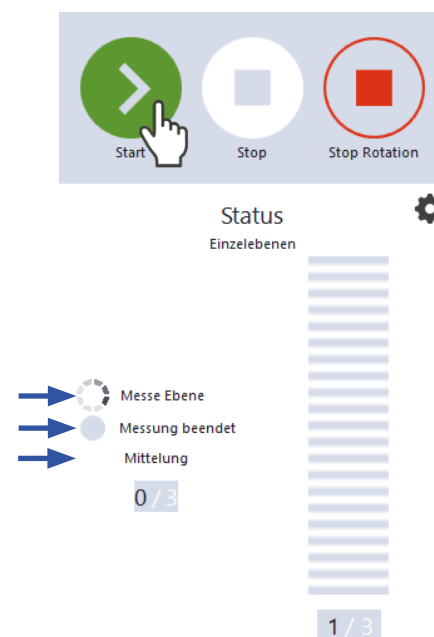 Start
Stop
Stop Rotation
Status
Einzelebenen
Messe Ebene
Messung beendet
Mittelung
0 / 3
1 / 3